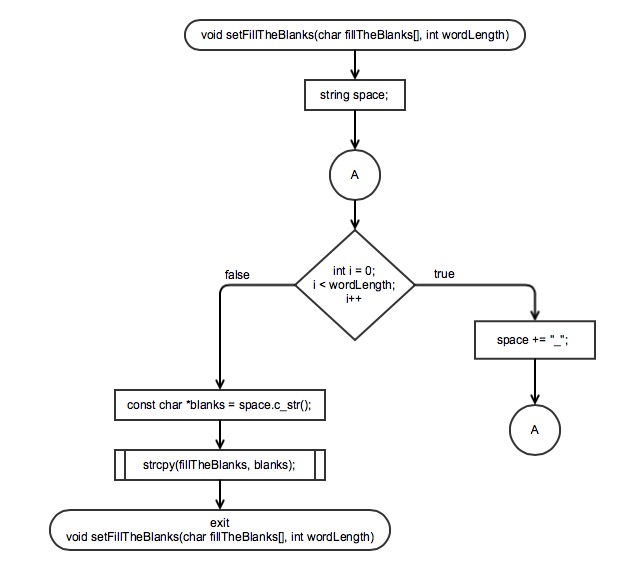 void setFillTheBlanks(char fillTheBlanks[], int wordLength)
string space;
A
int i = 0;
i < wordLength;
i++
false
true
space += "_";
A
const char *blanks = space.c_str();
strcpy(fillTheBlanks, blanks);
exit
void setFillTheBlanks(char fillTheBlanks[], int wordLength)